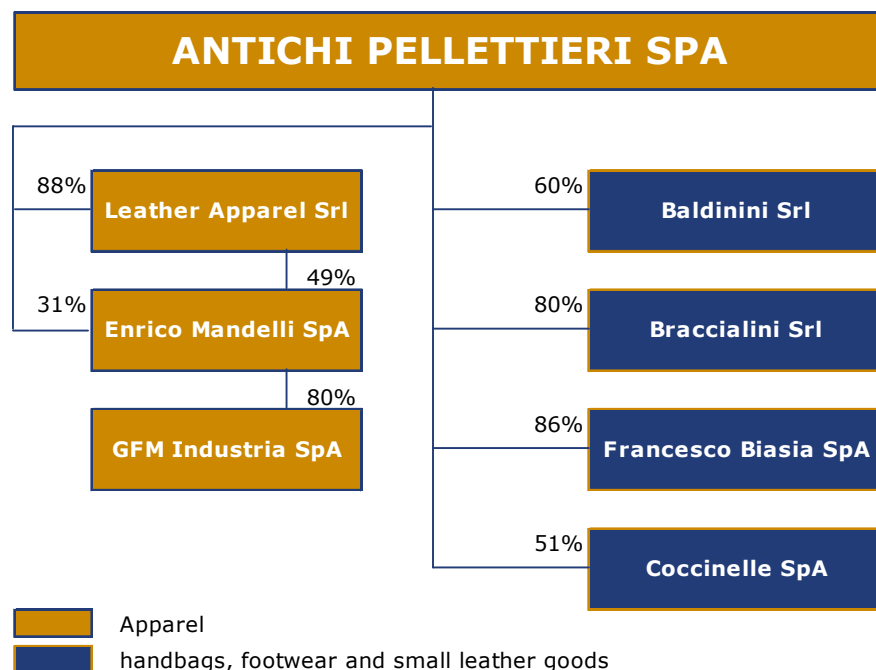 ANTICHI PELLETTIERI SPA
88%
Leather Apparel Srl
49%
31%
Enrico Mandelli SpA
80%
GFM Industria SpA
60%
Baldinini Srl
80%
Braccialini Srl
86%
Francesco Biasia SpA
51%
Coccinelle SpA
Apparel
handbags, footwear and small leather goods